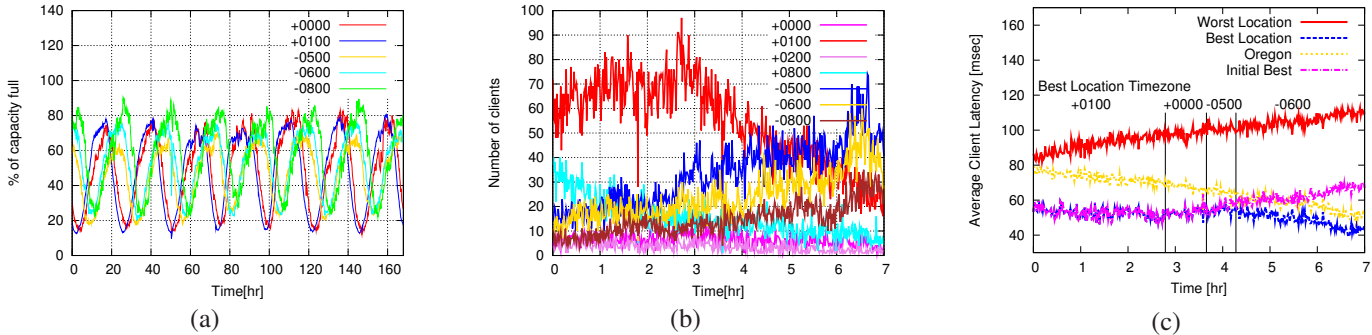 140
120
100
80
60
40
20
0
% of capacity full
+0000
+0100
-0500
-0600
-0800
0 20 40 60 80 100 120 140
Time[hr]
(a)
100
90
80
70
60
50
40
30
20
10
0
Number of clients
+0000
+0100
+0200
+0800
-0500
-0600
-0800
0 1 2 3 4 5 6 7
Time[hr]
(b)
160
140
120
100
80
60
40
Average Client Latency [msec]
Worst Location
Best Location
Oregon
Initial Best
Best Location Timezone
+0100 +0000 -0500 -0600
0 1 2 3 4 5 6 7
Time [hr]
(c)